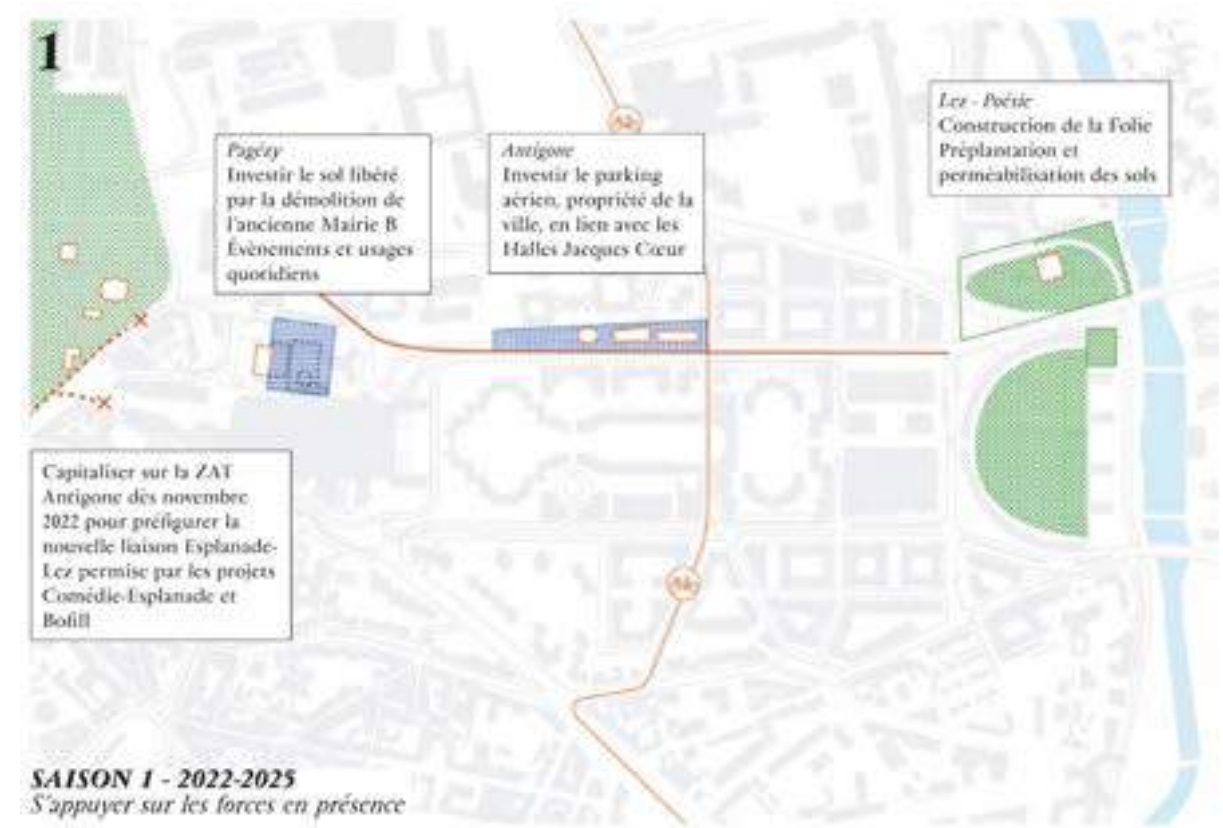 1
Pagézy
Investir le sol libéré
par la démolition de
l'ancienne Mairie B
Évènements et usages
quotidiens
Antigone
Investir le parking
aérien, propriété de la
ville, en lien avec les
Halles Jacques Cœur
Lez - Poésie
Construction de la Folie
Préplantation et
perméabilisation des sols
Capitaliser sur la ZAT
Antigone dès novembre
2022 pour préfigurer la
nouvelle liaison Esplanade-
Lez permise par les projets
Comédie-Esplanade et
Bofill
SAISON 1 - 2022-2025
S'appuyer sur les forces en présence